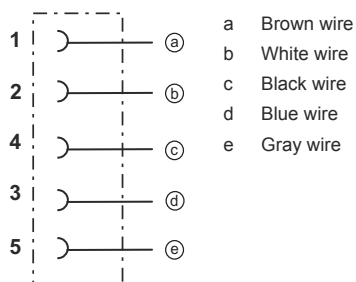 1 ⓐ
2 ⓑ
4 ⓒ
3 ⓓ
5 ⓔ
a Brown wire
b White wire
c Black wire
d Blue wire
e Gray wire